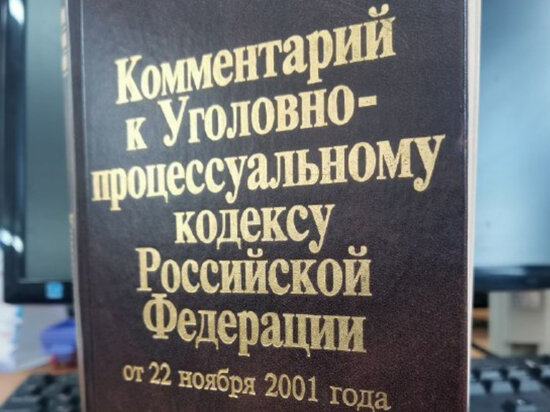 Комментарий
к Уголовно-
процессуальному
кодексу
Российской
Федерации
от 22 ноября 2001 года